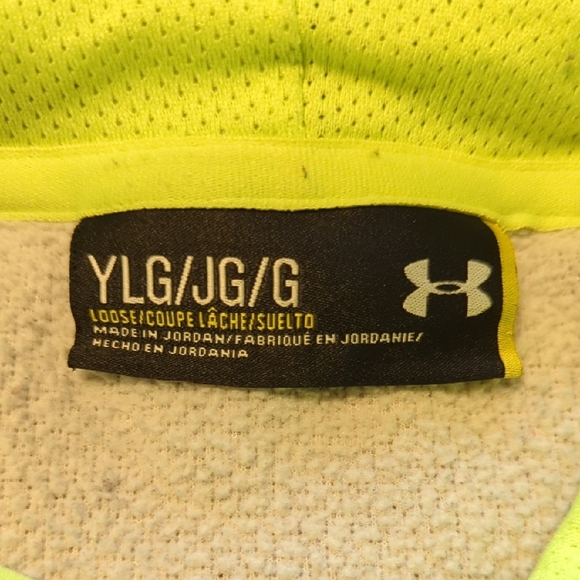 YLG/JG/G
LOOSE/COUPE LÂCHE/SUELTO
MADE IN JORDAN/FABRIQUÉ EN JORDANIE/
HECHO EN JORDANIA